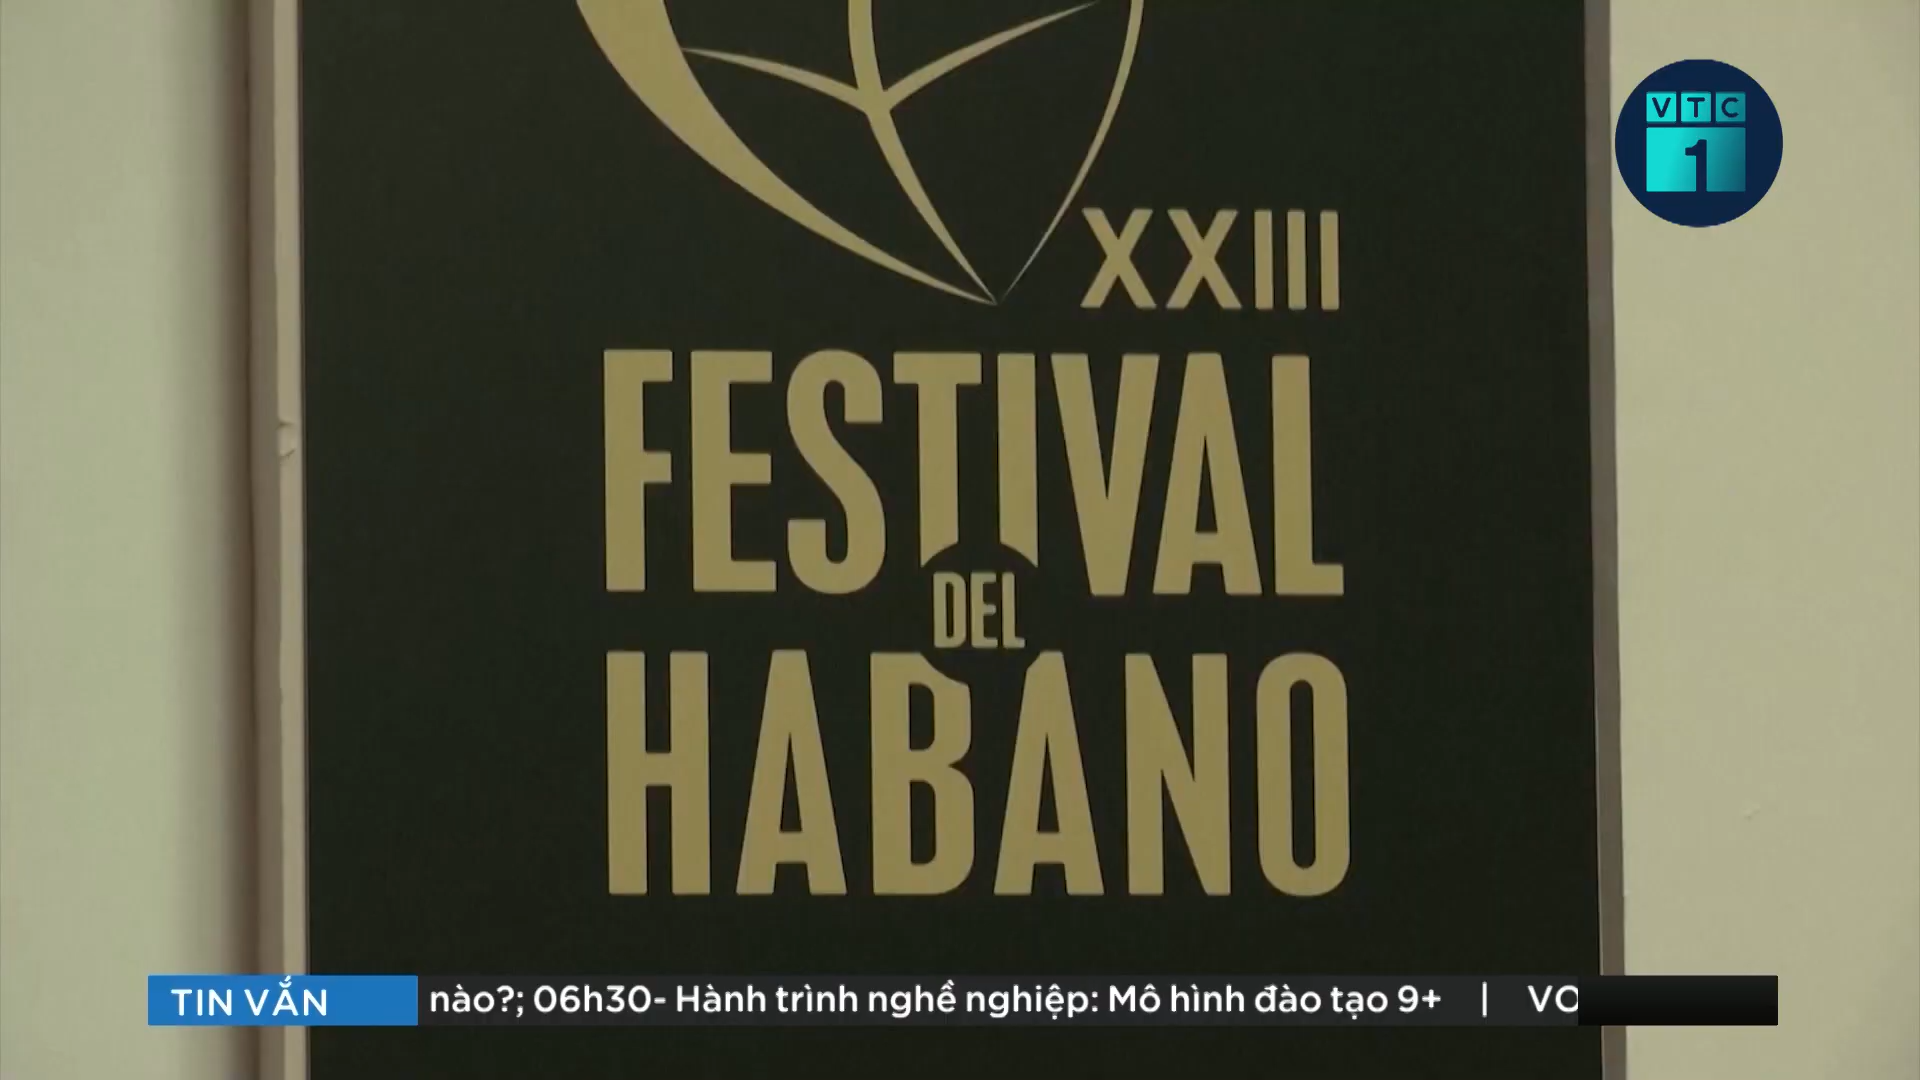 VTC
1
XXIII
FESTIVAL
DEL
HABANO
TIN VẮN
nào?; 06h30- Hành trình nghề nghiệp: Mô hình đào tạo 9+ | VO